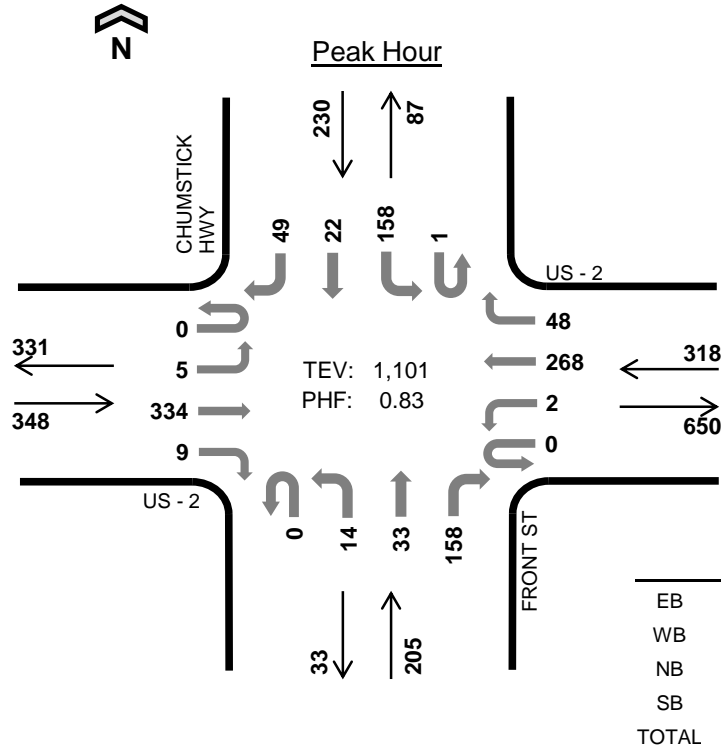 N
Peak Hour
230
87
CHUMSTICK
HWY
49
22
158
1
US - 2
0
48
331
5
TEV: 1,101
268
318
348
334
PHF: 0.83
2
650
9
0
US - 2
0
14
33
158
FRONT ST
33
205
EB
WB
NB
SB
TOTAL